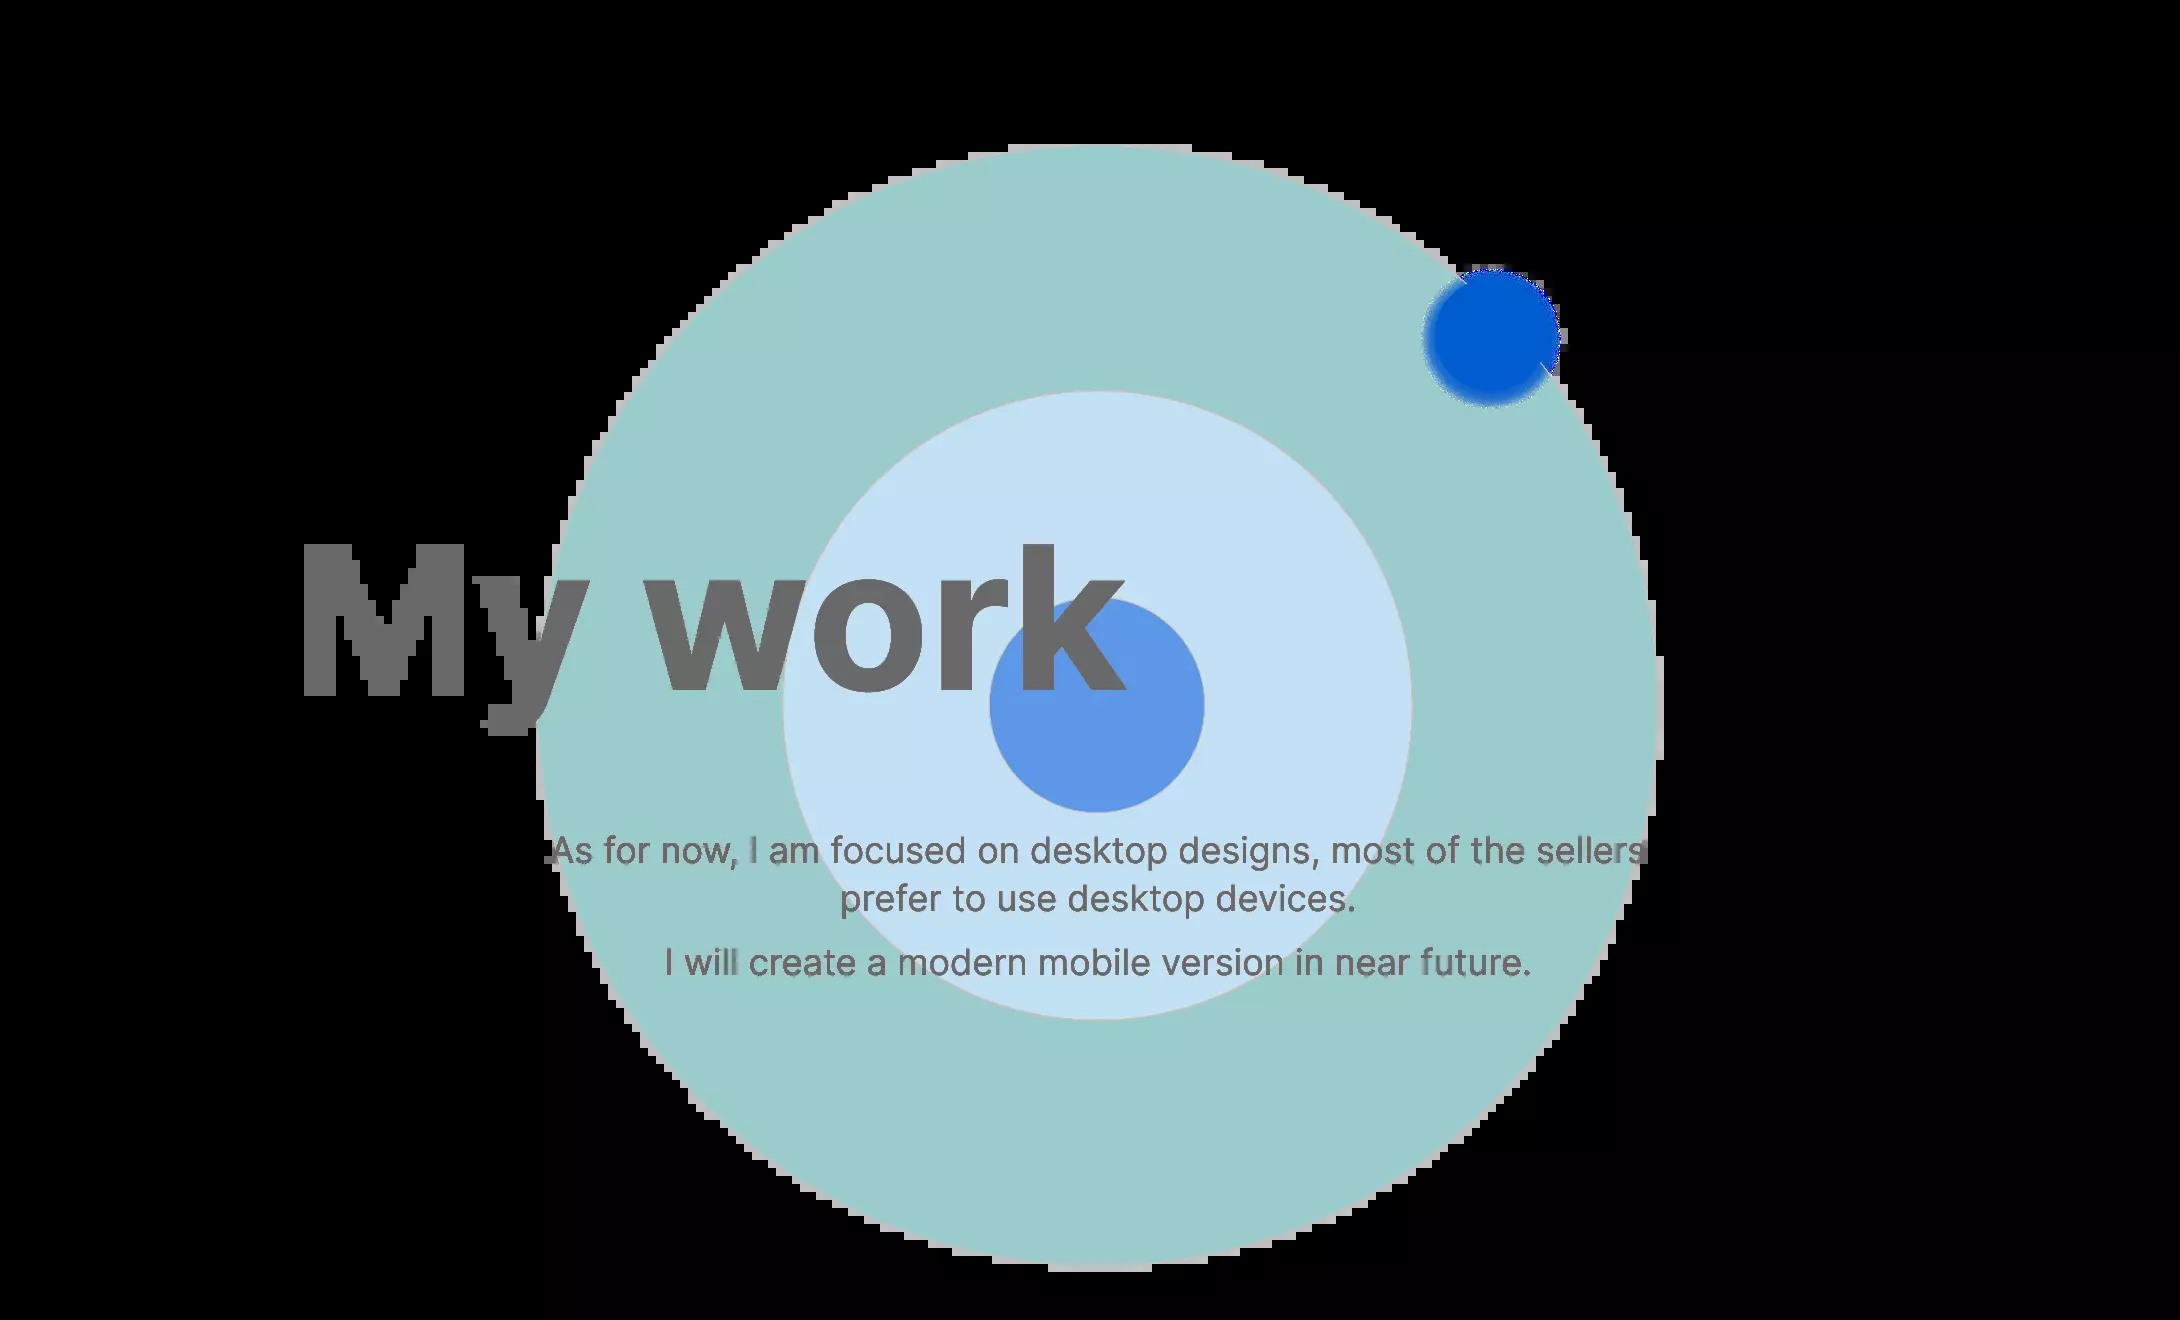 My work
As for now, I am focused on desktop designs, most of the sellers
prefer to use desktop devices.
I will create a modern mobile version in near future.